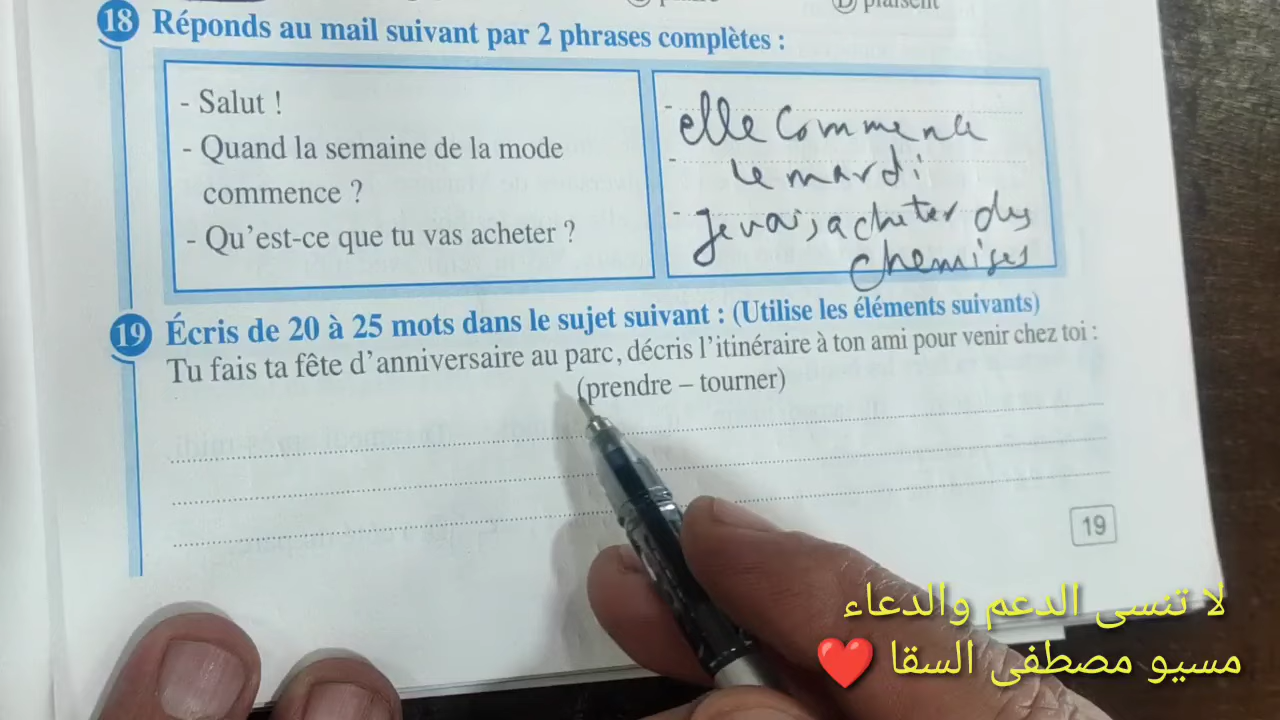 plaisent
18 Réponds au mail suivant par 2 phrases complètes :
- Salut !
- Quand la semaine de la mode
commence ?
- Qu'est-ce que tu vas acheter ?
- elle commence
- le mardi
- Je vais acheter des
chemises
19 Écris de 20 à 25 mots dans le sujet suivant : (Utilise les éléments suivants)
Tu fais ta fête d'anniversaire au parc, décris l'itinéraire à ton ami pour venir chez toi :
(prendre – tourner)
19
لا تنسى الدعم والدعاء
مسيو مصطفى السقا ❤️